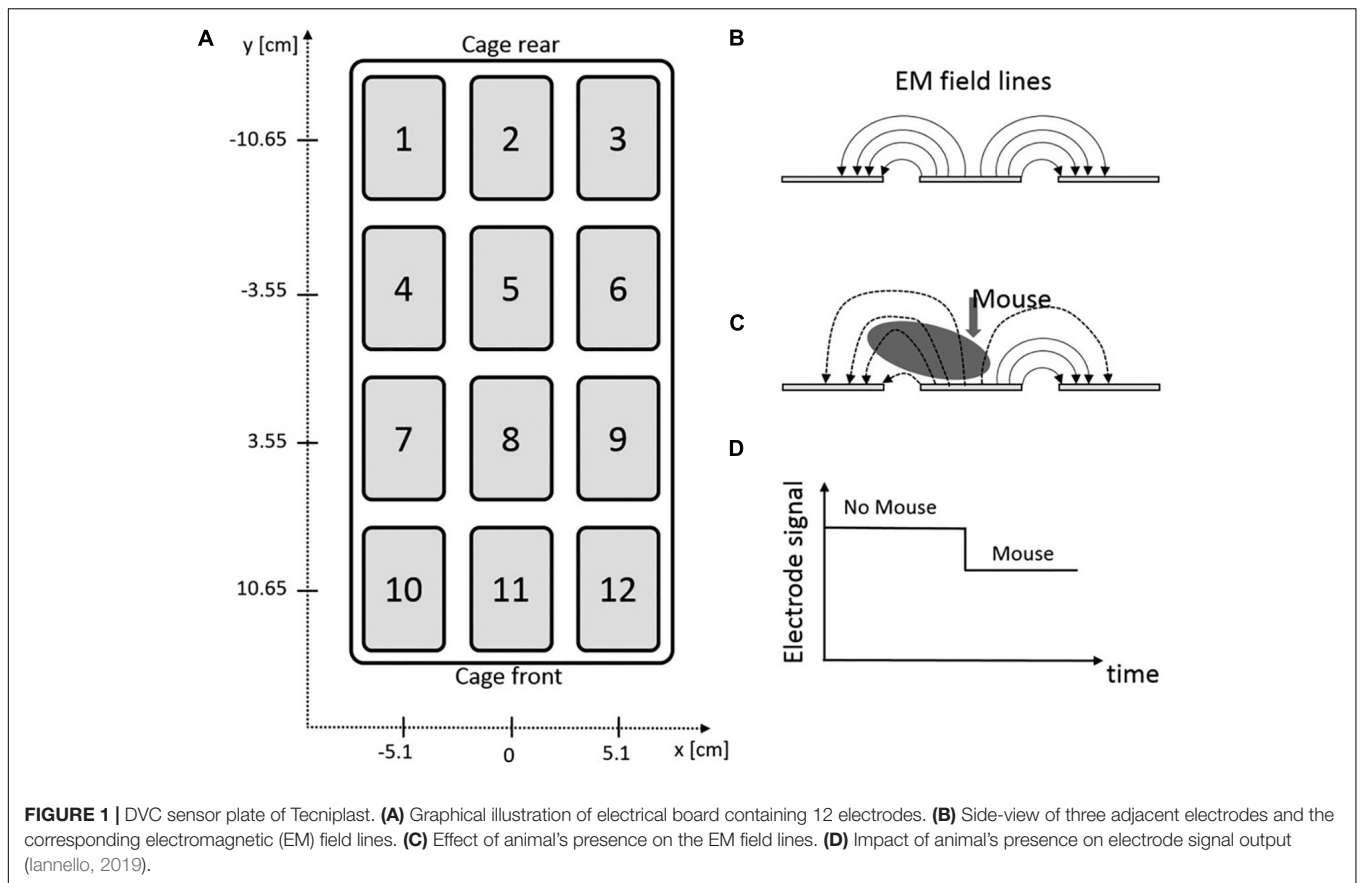 A
y [cm]
Cage rear
-10.65
-3.55
3.55
10.65
1 2 3
4 5 6
7 8 9
10 11 12
Cage front
-5.1 0 5.1 x [cm]
B
EM field lines
C
Mouse
D
Electrode signal
No Mouse
Mouse
time
FIGURE 1 | DVC sensor plate of Tecniplast. (A) Graphical illustration of electrical board containing 12 electrodes. (B) Side-view of three adjacent electrodes and the
corresponding electromagnetic (EM) field lines. (C) Effect of animal's presence on the EM field lines. (D) Impact of animal's presence on electrode signal output
(Iannello, 2019).